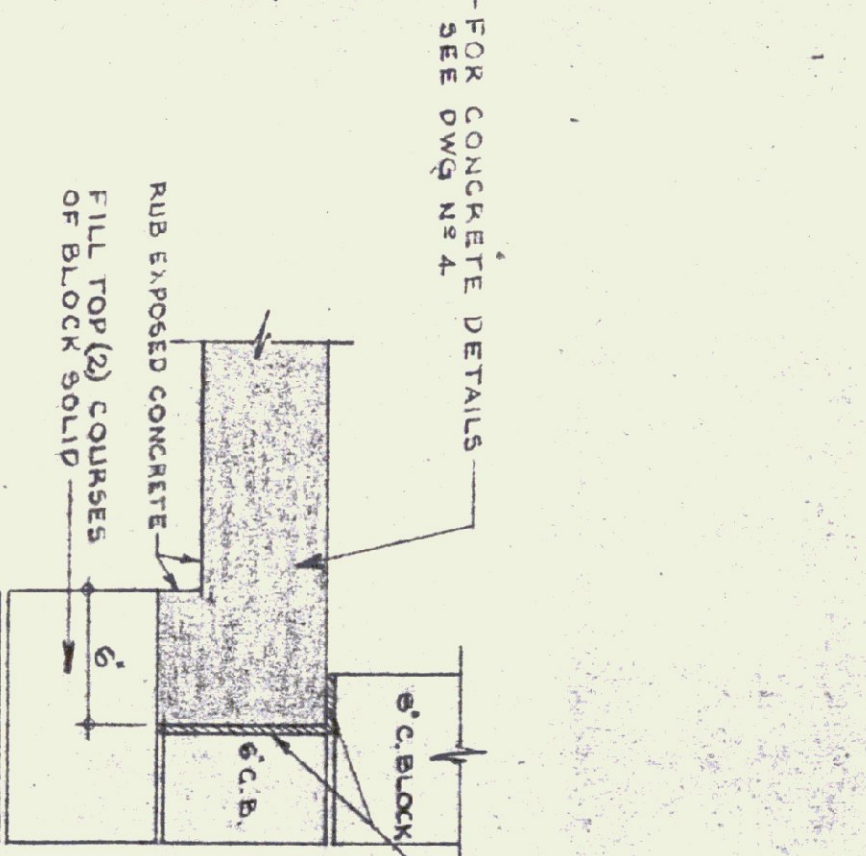 FOR CONCRETE DETAILS
SEE DWG Nº 4
8" C. BLOCK
6" C.B.
RUB EXPOSED CONCRETE
6"
FILL TOP (2) COURSES
OF BLOCK SOLID